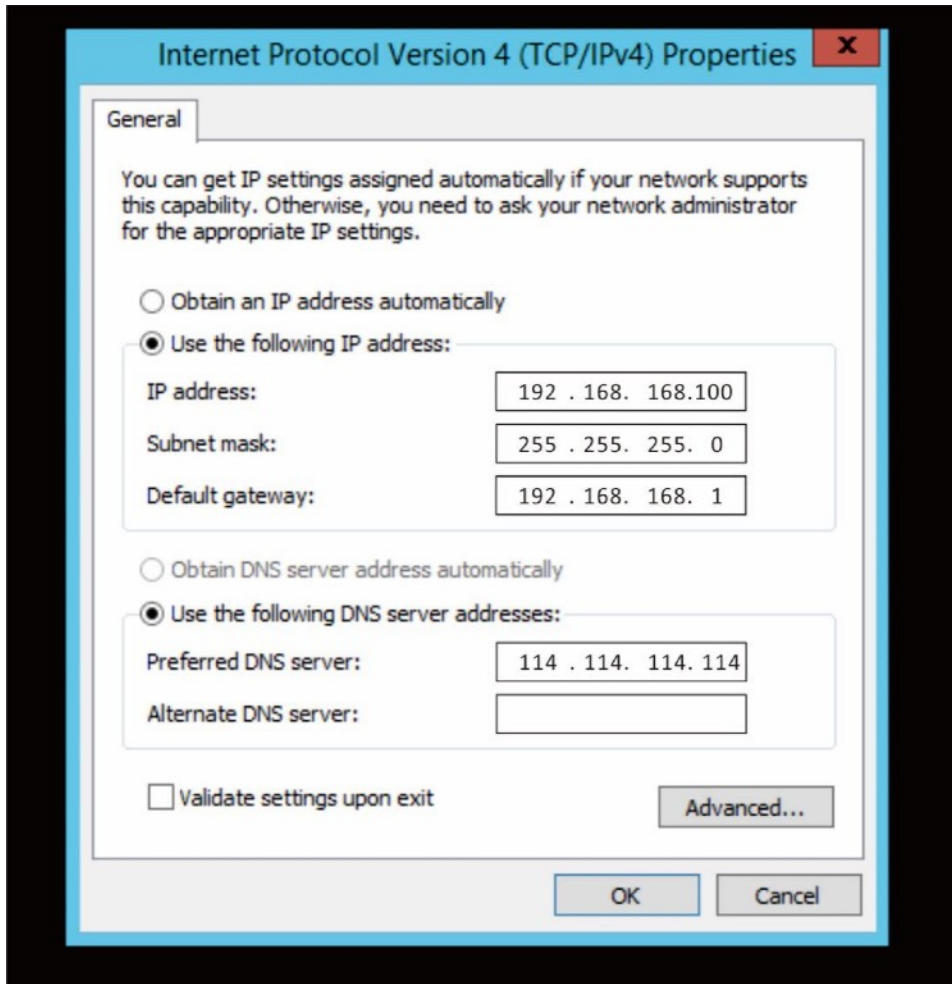 Internet Protocol Version 4 (TCP/IPv4) Properties
x
General
You can get IP settings assigned automatically if your network supports
this capability. Otherwise, you need to ask your network administrator
for the appropriate IP settings.
Obtain an IP address automatically
Use the following IP address:
IP address: 192 . 168. 168.100
Subnet mask: 255 . 255. 255. 0
Default gateway: 192 . 168. 168. 1
Obtain DNS server address automatically
Use the following DNS server addresses:
Preferred DNS server: 114 . 114. 114. 114
Alternate DNS server:
Validate settings upon exit
Advanced...
OK Cancel